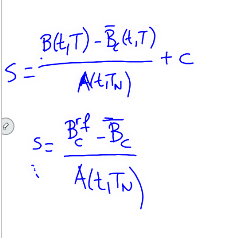 S = (B(t,T) - B̅c(t,T)) / A(t,TN) + C
S = (Bc^rf - B̅c) / A(t,TN)